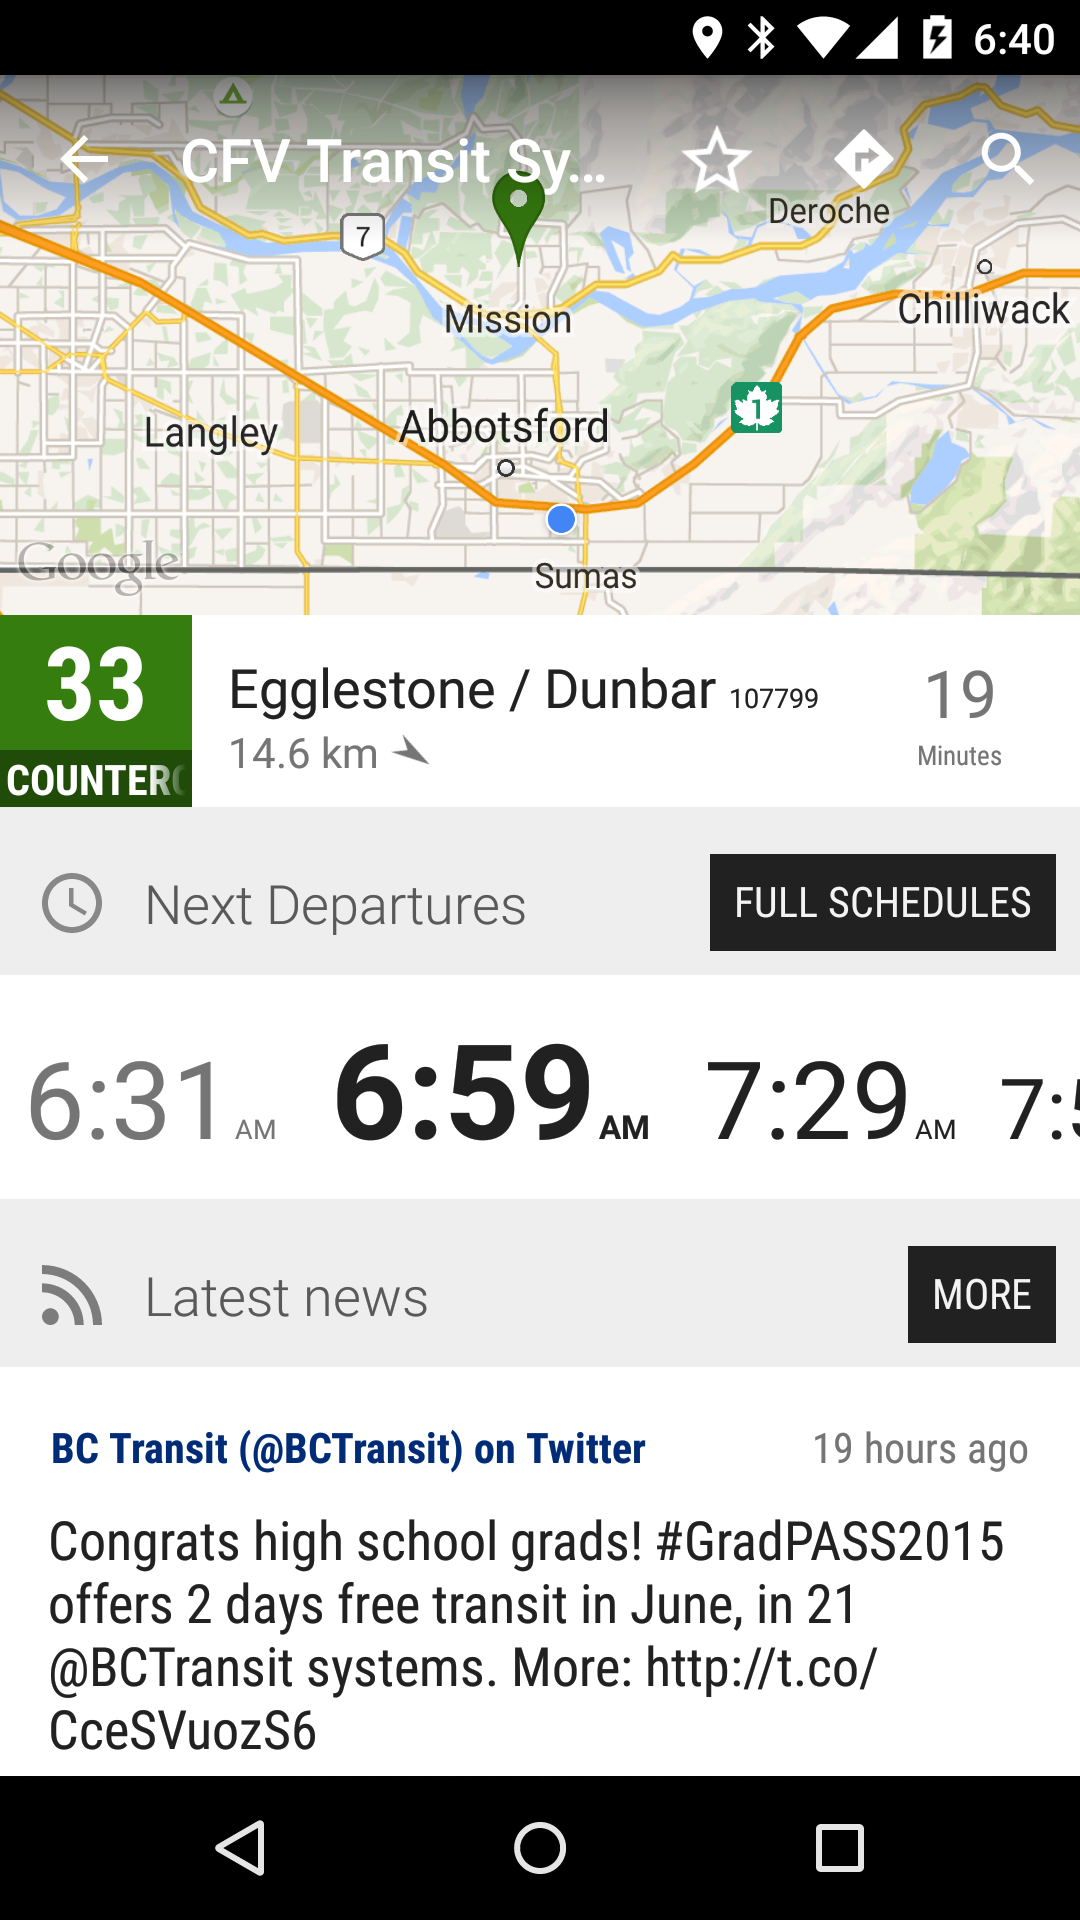 6:40
CFV Transit Sy...
Deroche
7
Chilliwack
Mission
1
Abbotsford
Langley
Google
Sumas
33
Egglestone / Dunbar 107799
19
14.6 km
Minutes
COUNTERC
Next Departures
FULL SCHEDULES
6:31 AM 6:59 AM 7:29 AM 7:5
Latest news
MORE
BC Transit (@BCTransit) on Twitter
19 hours ago
Congrats high school grads! #GradPASS2015
offers 2 days free transit in June, in 21
@BCTransit systems. More: http://t.co/
CceSVuozS6